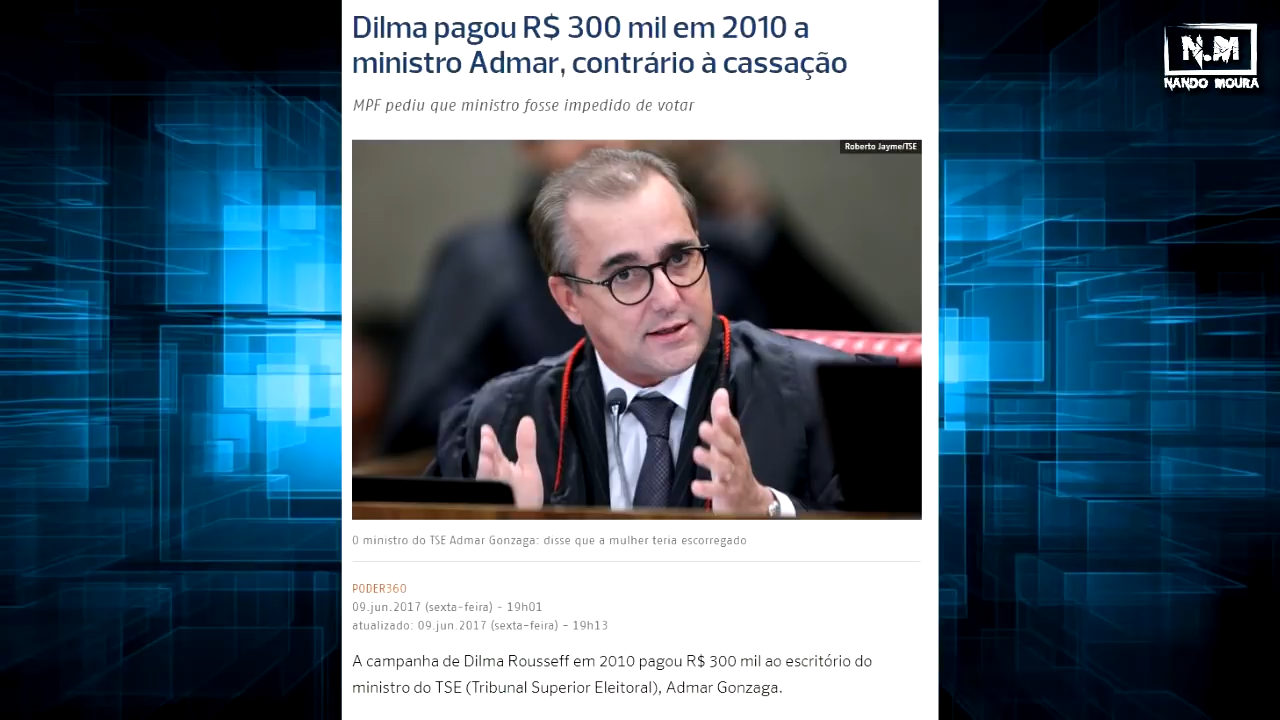 Dilma pagou R$ 300 mil em 2010 a
ministro Admar, contrário à cassação
MPF pediu que ministro fosse impedido de votar
N.M
NANDO MOURA
Roberto Jayme/TSE
O ministro do TSE Admar Gonzaga: disse que a mulher teria escorregado
PODER360
09.jun.2017 (sexta-feira) - 19h01
atualizado: 09.jun.2017 (sexta-feira) - 19h13
A campanha de Dilma Rousseff em 2010 pagou R$ 300 mil ao escritório do
ministro do TSE (Tribunal Superior Eleitoral), Admar Gonzaga.